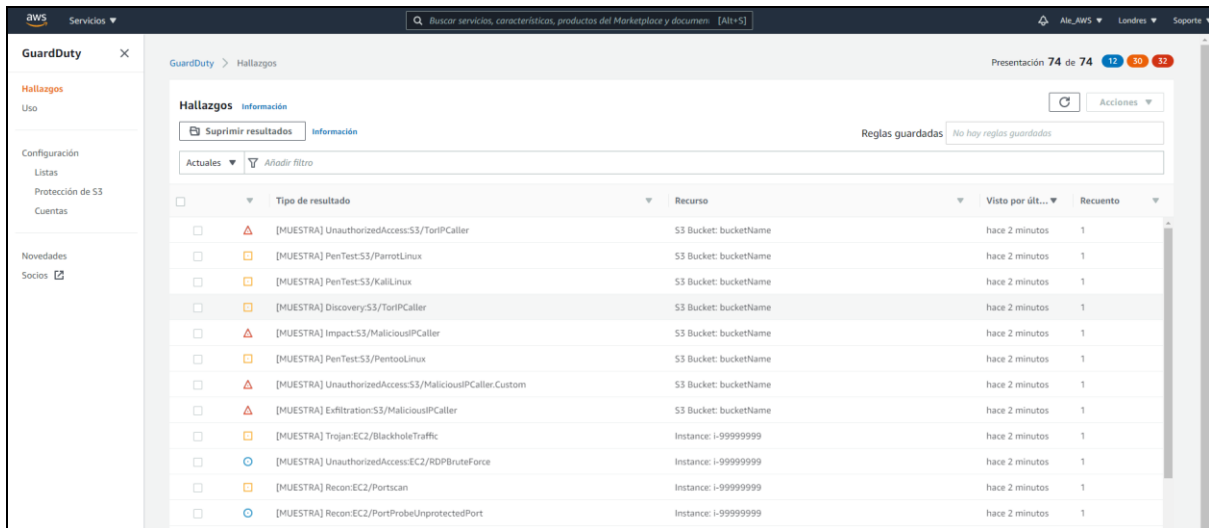 aws Servicios ▼ Buscar servicios, características, productos del Marketplace y documen [Alt+S] Ale_AWS ▼ Londres ▼ Soporte
GuardDuty ×
GuardDuty > Hallazgos Presentación 74 de 74 12 30 32
Hallazgos
Uso
Configuración
Listas
Protección de S3
Cuentas
Novedades
Socios
Hallazgos Información Acciones ▼
Suprimir resultados Información Reglas guardadas No hay reglas guardadas
Actuales ▼ Añadir filtro
Tipo de resultado Recurso Visto por últ... ▼ Recuento
[MUESTRA] UnauthorizedAccess:S3/TorIPCaller S3 Bucket: bucketName hace 2 minutos 1
[MUESTRA] PenTest:S3/ParrotLinux S3 Bucket: bucketName hace 2 minutos 1
[MUESTRA] PenTest:S3/KaliLinux S3 Bucket: bucketName hace 2 minutos 1
[MUESTRA] Discovery:S3/TorIPCaller S3 Bucket: bucketName hace 2 minutos 1
[MUESTRA] Impact:S3/MaliciousIPCaller S3 Bucket: bucketName hace 2 minutos 1
[MUESTRA] PenTest:S3/PentooLinux S3 Bucket: bucketName hace 2 minutos 1
[MUESTRA] UnauthorizedAccess:S3/MaliciousIPCaller.Custom S3 Bucket: bucketName hace 2 minutos 1
[MUESTRA] Exfiltration:S3/MaliciousIPCaller S3 Bucket: bucketName hace 2 minutos 1
[MUESTRA] Trojan:EC2/BlackholeTraffic Instance: i-99999999 hace 2 minutos 1
[MUESTRA] UnauthorizedAccess:EC2/RDPBruteForce Instance: i-99999999 hace 2 minutos 1
[MUESTRA] Recon:EC2/Portscan Instance: i-99999999 hace 2 minutos 1
[MUESTRA] Recon:EC2/PortProbeUnprotectedPort Instance: i-99999999 hace 2 minutos 1